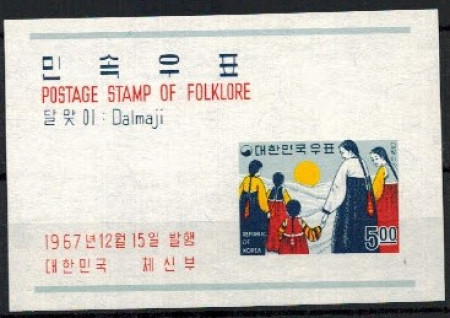 민속우표
POSTAGE STAMP OF FOLKLORE
달맞이 : Dalmaji
대한민국우표
REPUBLIC
OF
KOREA
5.00
1967년12월15일 발행
대한민국 체신부